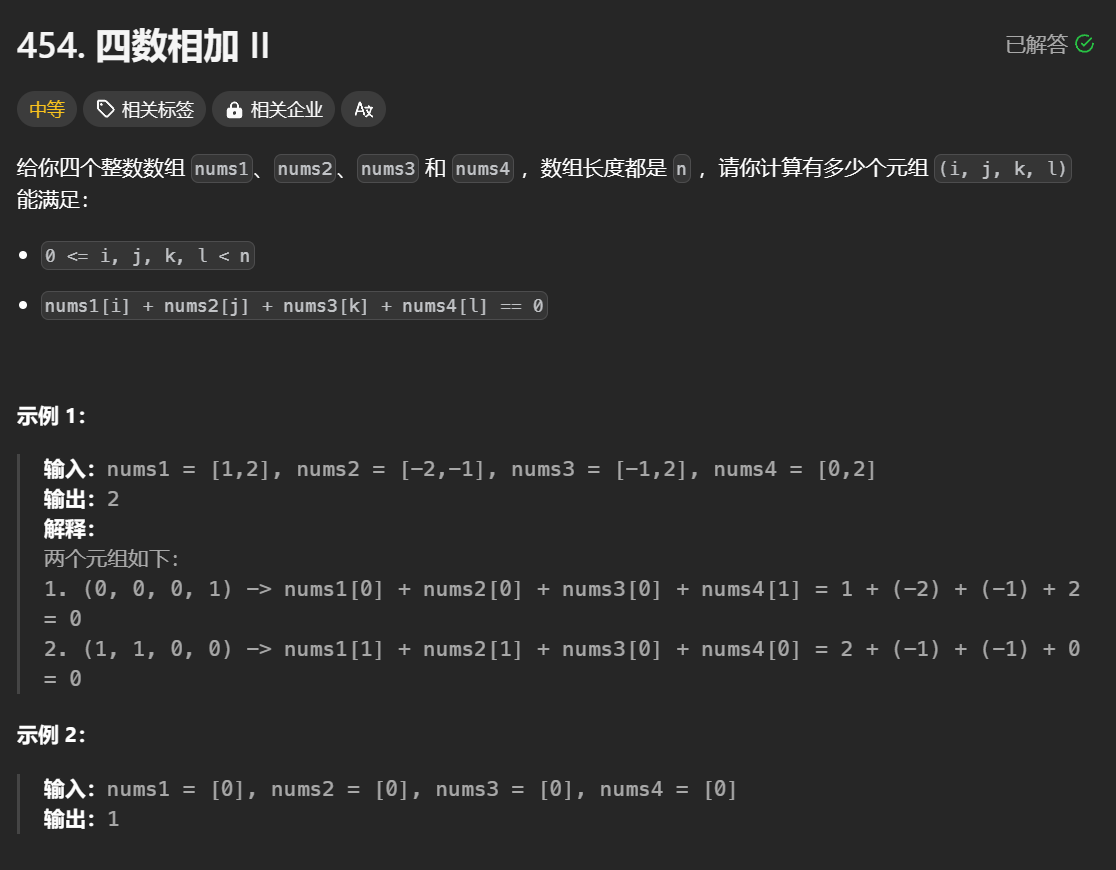 454. 四数相加 II
已解答
中等 相关标签 相关企业
给你四个整数数组 nums1、nums2、nums3 和 nums4 ，数组长度都是 n ，请你计算有多少个元组 (i, j, k, l)
能满足：
0 <= i, j, k, l < n
nums1[i] + nums2[j] + nums3[k] + nums4[l] == 0
示例 1：
输入：nums1 = [1,2], nums2 = [-2,-1], nums3 = [-1,2], nums4 = [0,2]
输出：2
解释：
两个元组如下：
1. (0, 0, 0, 1) -> nums1[0] + nums2[0] + nums3[0] + nums4[1] = 1 + (-2) + (-1) + 2
= 0
2. (1, 1, 0, 0) -> nums1[1] + nums2[1] + nums3[0] + nums4[0] = 2 + (-1) + (-1) + 0
= 0
示例 2：
输入：nums1 = [0], nums2 = [0], nums3 = [0], nums4 = [0]
输出：1